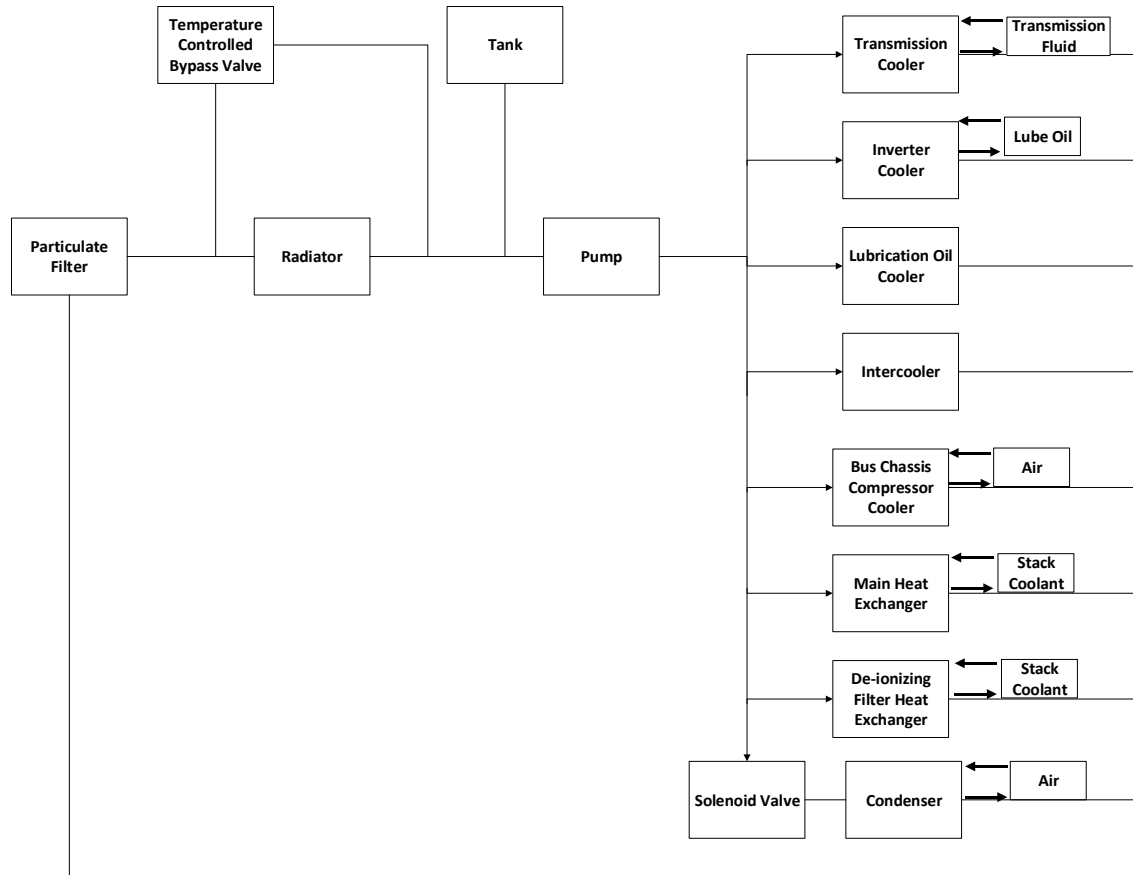 Temperature
Controlled
Bypass Valve
Tank
Transmission
Cooler
Transmission
Fluid
Inverter
Cooler
Lube Oil
Particulate
Filter
Radiator
Pump
Lubrication Oil
Cooler
Intercooler
Bus Chassis
Compressor
Cooler
Air
Main Heat
Exchanger
Stack
Coolant
De-ionizing
Filter Heat
Exchanger
Stack
Coolant
Solenoid Valve
Condenser
Air